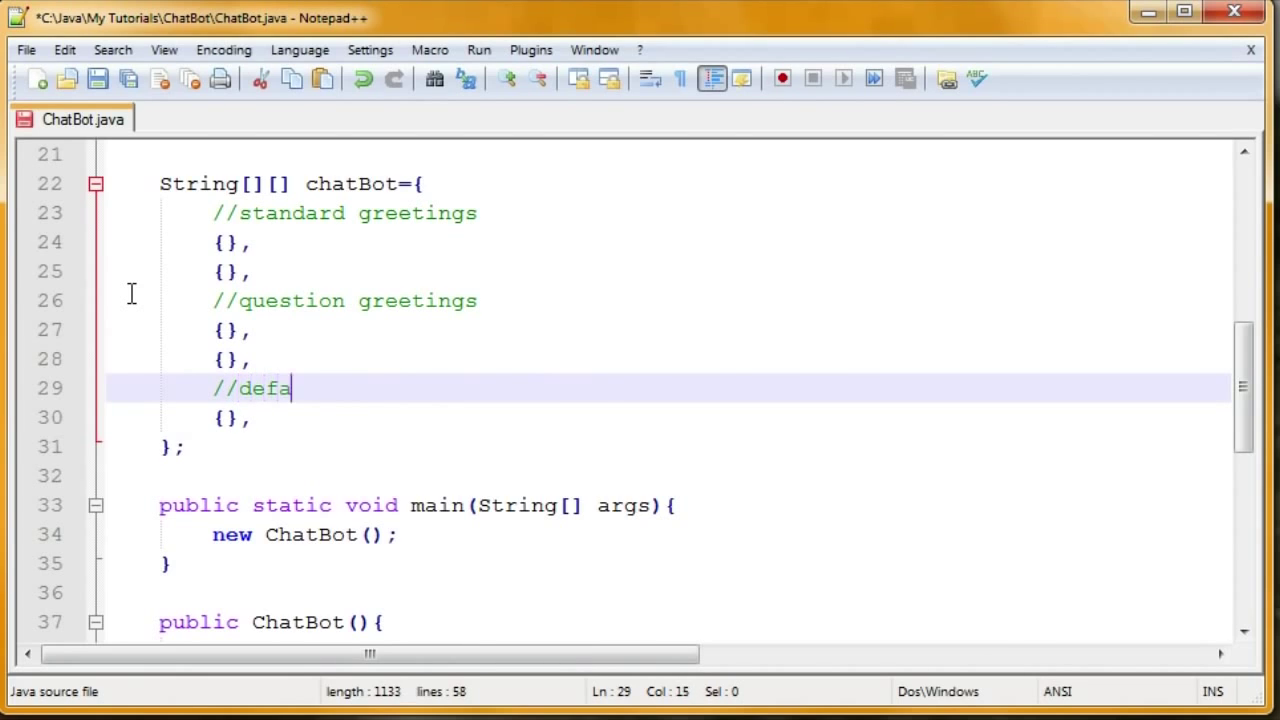 *C:\Java\My Tutorials\ChatBot\ChatBot.java - Notepad++
File Edit Search View Encoding Language Settings Macro Run Plugins Window ? X
ABC
ChatBot.java
21
22 String[][] chatBot={
23 //standard greetings
24 {},
25 {},
26 //question greetings
27 {},
28 {},
29 //defa
30 {},
31 };
32
33 public static void main(String[] args){
34 new ChatBot();
35 }
36
37 public ChatBot(){
Java source file length : 1133 lines : 58 Ln : 29 Col : 15 Sel : 0 Dos\Windows ANSI INS